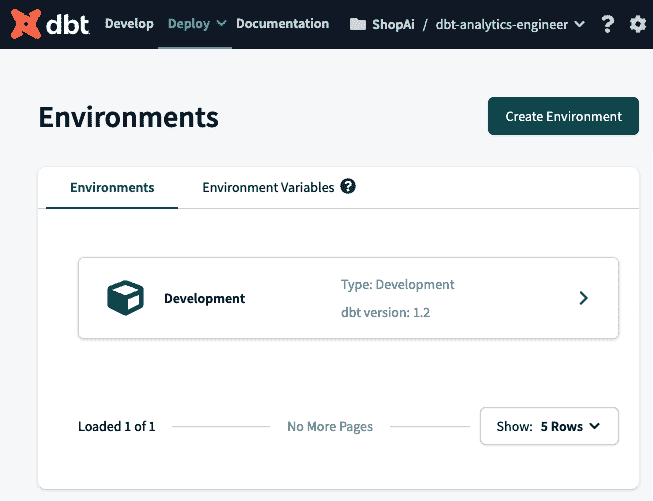 dbt Develop Deploy Documentation ShopAi / dbt-analytics-engineer ?
Environments
Create Environment
Environments Environment Variables ?
Development
Type: Development
dbt version: 1.2
Loaded 1 of 1 No More Pages Show: 5 Rows